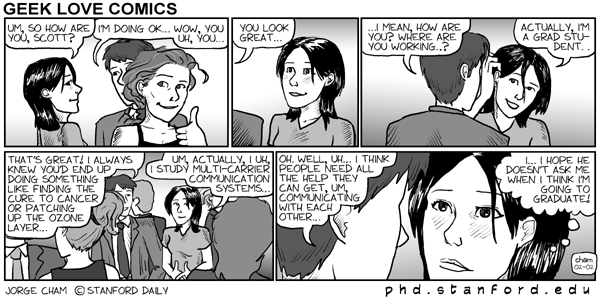 GEEK LOVE COMICS
UM, SO HOW ARE
YOU, SCOTT?
I'M DOING OK... WOW, YOU
UH, YOU...
YOU LOOK
GREAT...
...I MEAN, HOW ARE
YOU? WHERE ARE
YOU WORKING..?
ACTUALLY, I'M
A GRAD STU-
DENT..
THAT'S GREAT! I ALWAYS
KNEW YOU'D END UP
DOING SOMETHING
LIKE FINDING THE
CURE TO CANCER
OR PATCHING
UP THE OZONE
LAYER...
UM, ACTUALLY, I UH,
I STUDY MULTI-CARRIER
COMMUNICATION
SYSTEMS...
OH. WELL, UH... I THINK
PEOPLE NEED ALL
THE HELP THEY
CAN GET, UM,
COMMUNICATING
WITH EACH
OTHER...
I... I HOPE HE
DOESN'T ASK ME
WHEN I THINK I'M
GOING TO
GRADUATE!
cham
02-02
JORGE CHAM © STANFORD DAILY
phd.stanford.edu